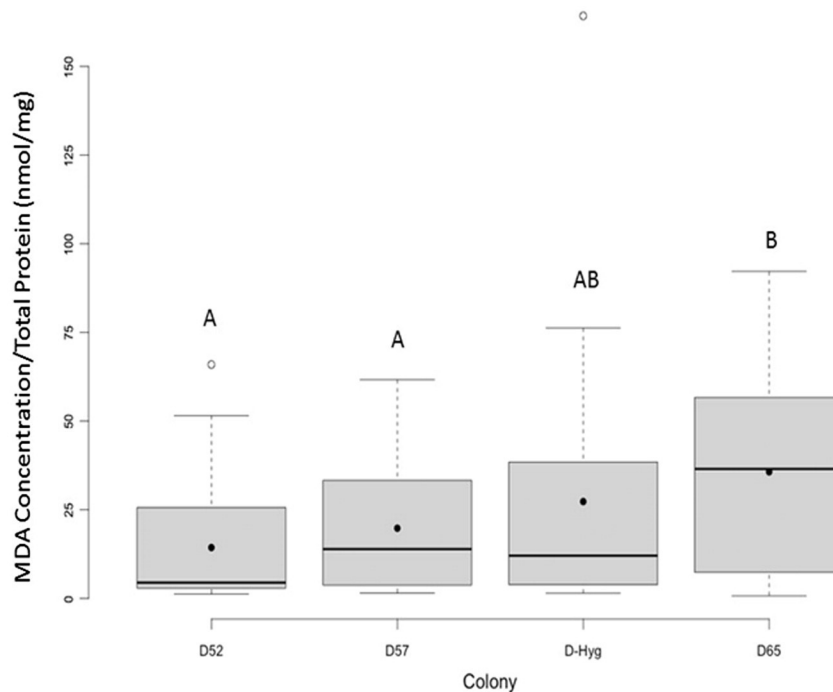 MDA Concentration/Total Protein (nmol/mg)
150
125
100
75
50
25
0
A
A
AB
B
D52
D57
D-Hyg
D65
Colony